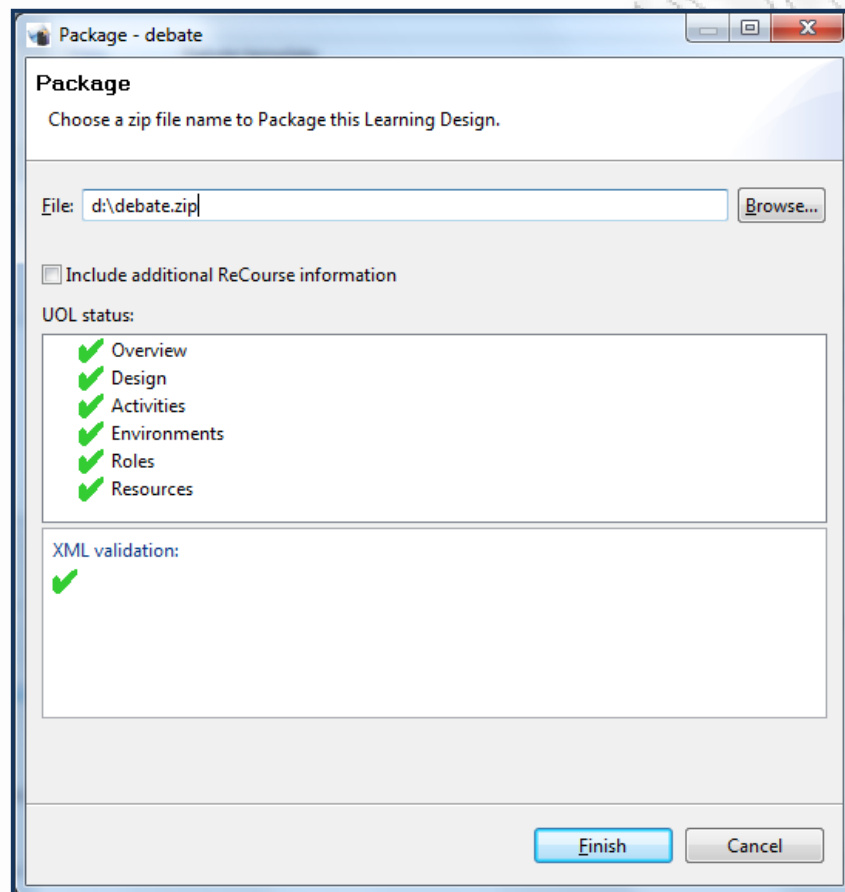 Package - debate
Package
Choose a zip file name to Package this Learning Design.
File: d:\debate.zip Browse...
Include additional ReCourse information
UOL status:
Overview
Design
Activities
Environments
Roles
Resources
XML validation:
Finish Cancel